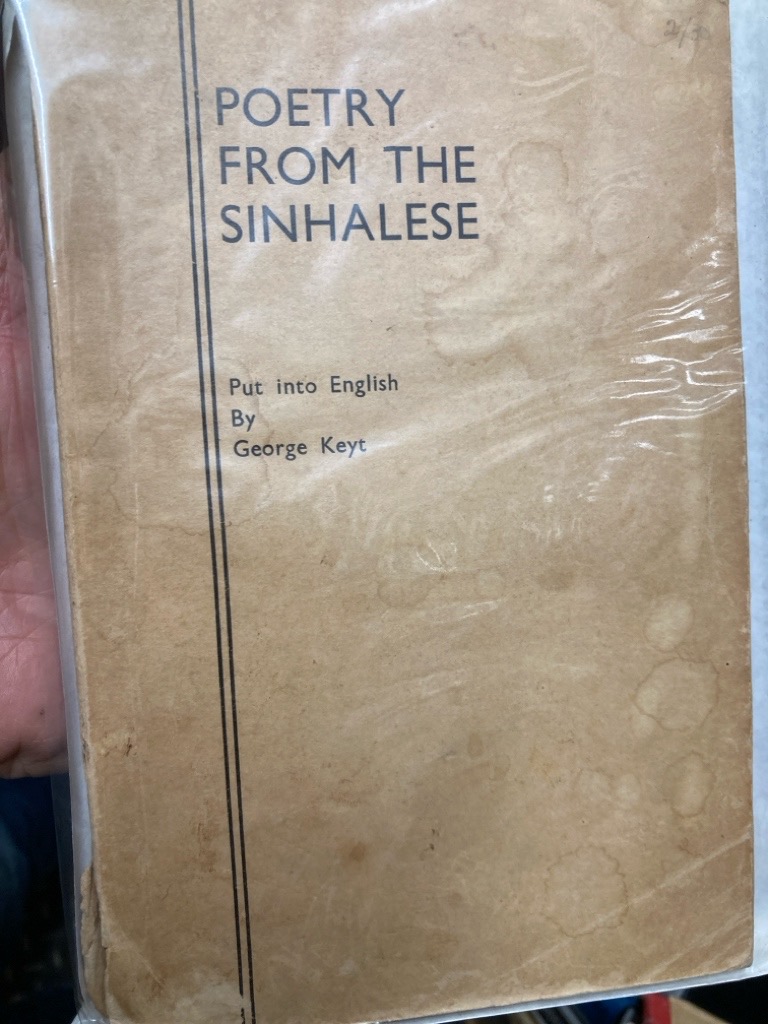 POETRY
FROM THE
SINHALESE
Put into English
By
George Keyt